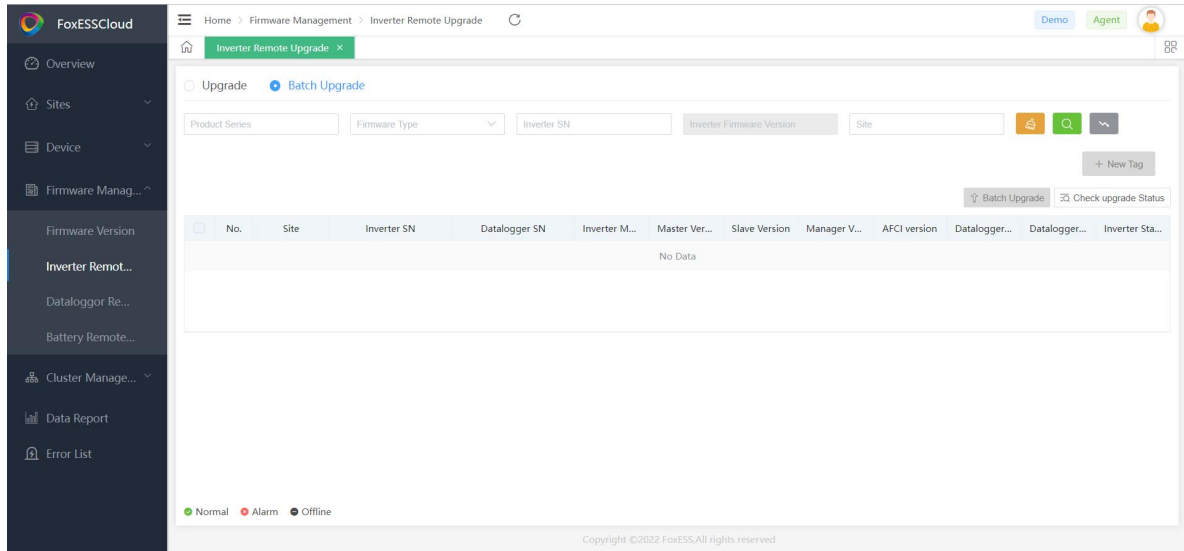 FoxESSCloud
Overview
Sites
Device
Firmware Manag...
Firmware Version
Inverter Remot...
Dataloggor Re...
Battery Remote...
Cluster Manage...
Data Report
Error List
Home > Firmware Management > Inverter Remote Upgrade
Demo Agent
Inverter Remote Upgrade ×
Upgrade Batch Upgrade
Product Series Firmware Type Inverter SN Inverter Firmware Version Site
+ New Tag
Batch Upgrade Check upgrade Status
No. Site Inverter SN Datalogger SN Inverter M... Master Ver... Slave Version Manager V... AFCI version Datalogger... Datalogger... Inverter Sta...
No Data
Normal Alarm Offline
Copyright ©2022 FoxESS,All rights reserved